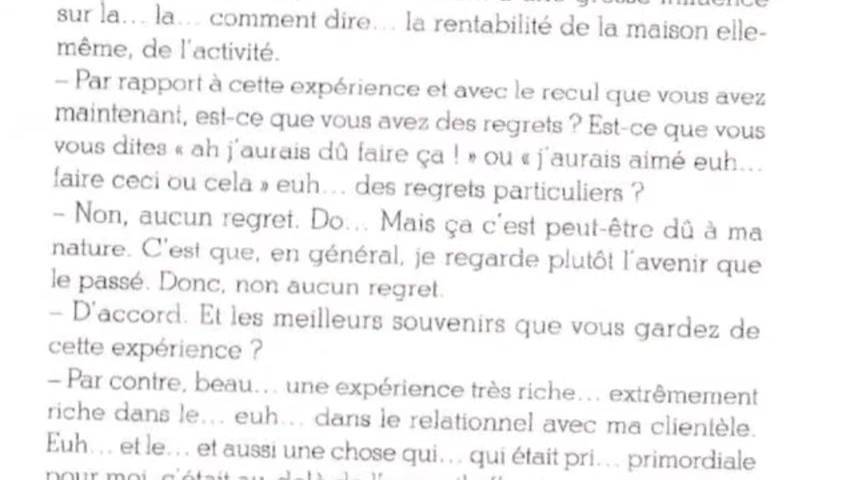 sur la... la... comment dire... la rentabilité de la maison elle-
même, de l'activité.
– Par rapport à cette expérience et avec le recul que vous avez
maintenant, est-ce que vous avez des regrets ? Est-ce que vous
vous dites « ah j'aurais dû faire ça ! » ou « j'aurais aimé euh...
faire ceci ou cela » euh... des regrets particuliers ?
– Non, aucun regret. Do... Mais ça c'est peut-être dû à ma
nature. C'est que, en général, je regarde plutôt l'avenir que
le passé. Donc, non aucun regret.
– D'accord. Et les meilleurs souvenirs que vous gardez de
cette expérience ?
– Par contre, beau... une expérience très riche... extrêmement
riche dans le... euh... dans le relationnel avec ma clientèle.
Euh... et le... et aussi une chose qui... qui était pri... primordiale